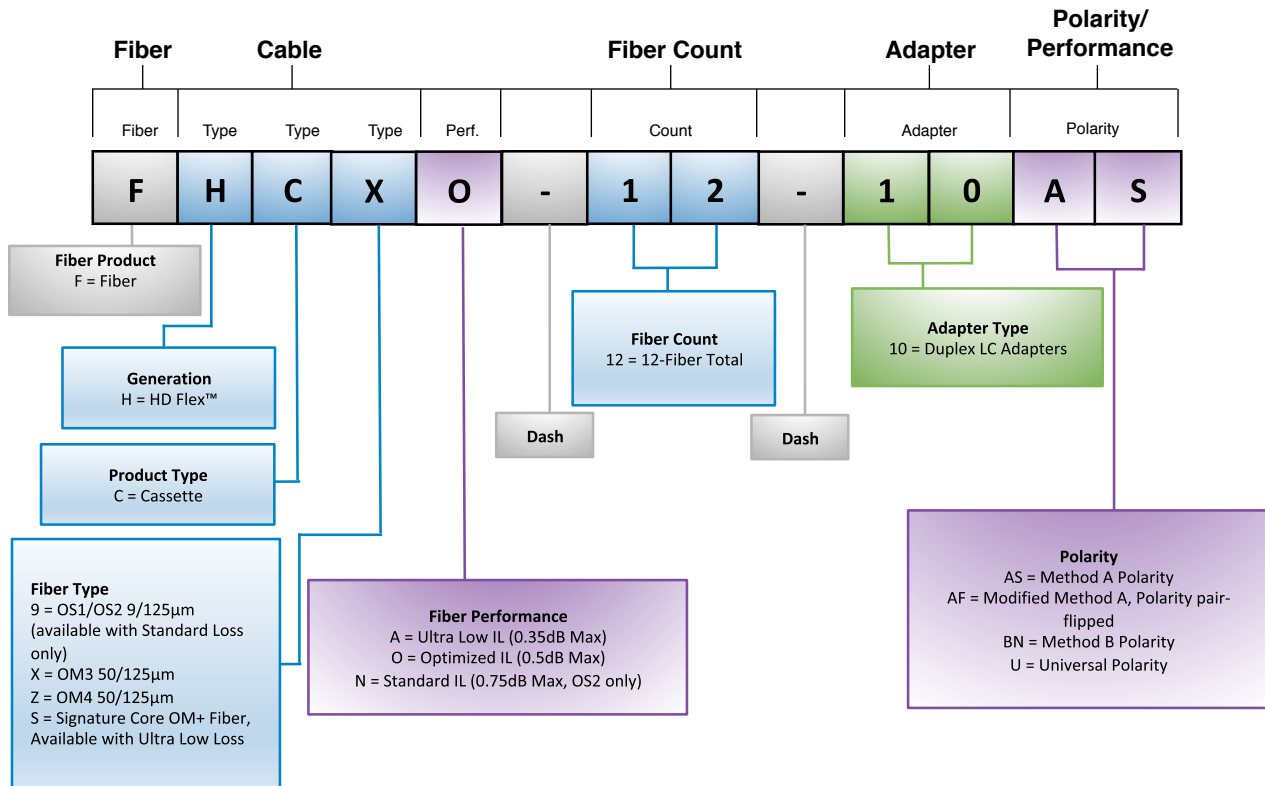 Fiber
Cable
Fiber Count
Adapter
Polarity/
Performance
Fiber
Type
Type
Type
Perf.
Count
Adapter
Polarity
F H C X O - 1 2 - 1 0 A S
Fiber Product
F = Fiber
Generation
H = HD Flex™
Product Type
C = Cassette
Fiber Type
9 = OS1/OS2 9/125µm
(available with Standard Loss
only)
X = OM3 50/125µm
Z = OM4 50/125µm
S = Signature Core OM+ Fiber,
Available with Ultra Low Loss
Fiber Performance
A = Ultra Low IL (0.35dB Max)
O = Optimized IL (0.5dB Max)
N = Standard IL (0.75dB Max, OS2 only)
Dash
Fiber Count
12 = 12-Fiber Total
Dash
Adapter Type
10 = Duplex LC Adapters
Polarity
AS = Method A Polarity
AF = Modified Method A, Polarity pair-
flipped
BN = Method B Polarity
U = Universal Polarity